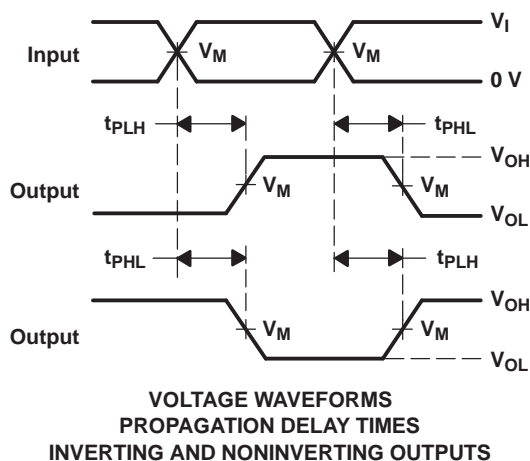 V_I
Input
V_M
V_M
0 V
t_PLH
t_PHL
V_OH
Output
V_M
V_M
V_OL
t_PHL
t_PLH
V_OH
Output
V_M
V_M
V_OL
VOLTAGE WAVEFORMS
PROPAGATION DELAY TIMES
INVERTING AND NONINVERTING OUTPUTS